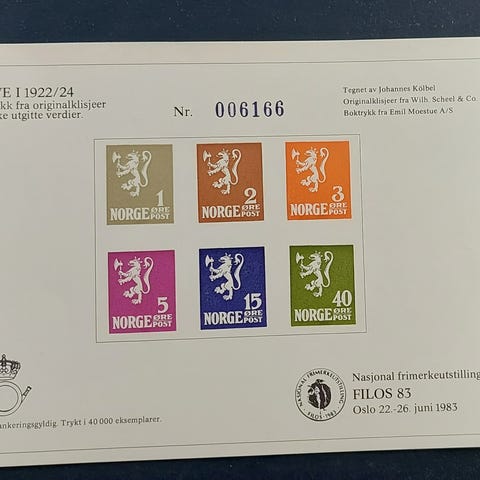 VE I 1922/24
kk fra originalklisjeer
ke utgitte verdier.
Nr. 006166
Tegnet av Johannes Kölbel
Originalklisjeer fra Wilh. Scheel & Co.
Boktrykk fra Emil Moestue A/S
1
NORGE ØRE POST
2
NORGE ØRE POST
3
NORGE ØRE POST
5
NORGE ØRE POST
15
NORGE ØRE POST
40
NORGE ØRE POST
ankeringsgyldig. Trykt i 40 000 eksemplarer.
NASJONAL FRIMERKEUTSTILLING
FILOS - 1983
Nasjonal frimerkeutstilling
FILOS 83
Oslo 22.-26. juni 1983